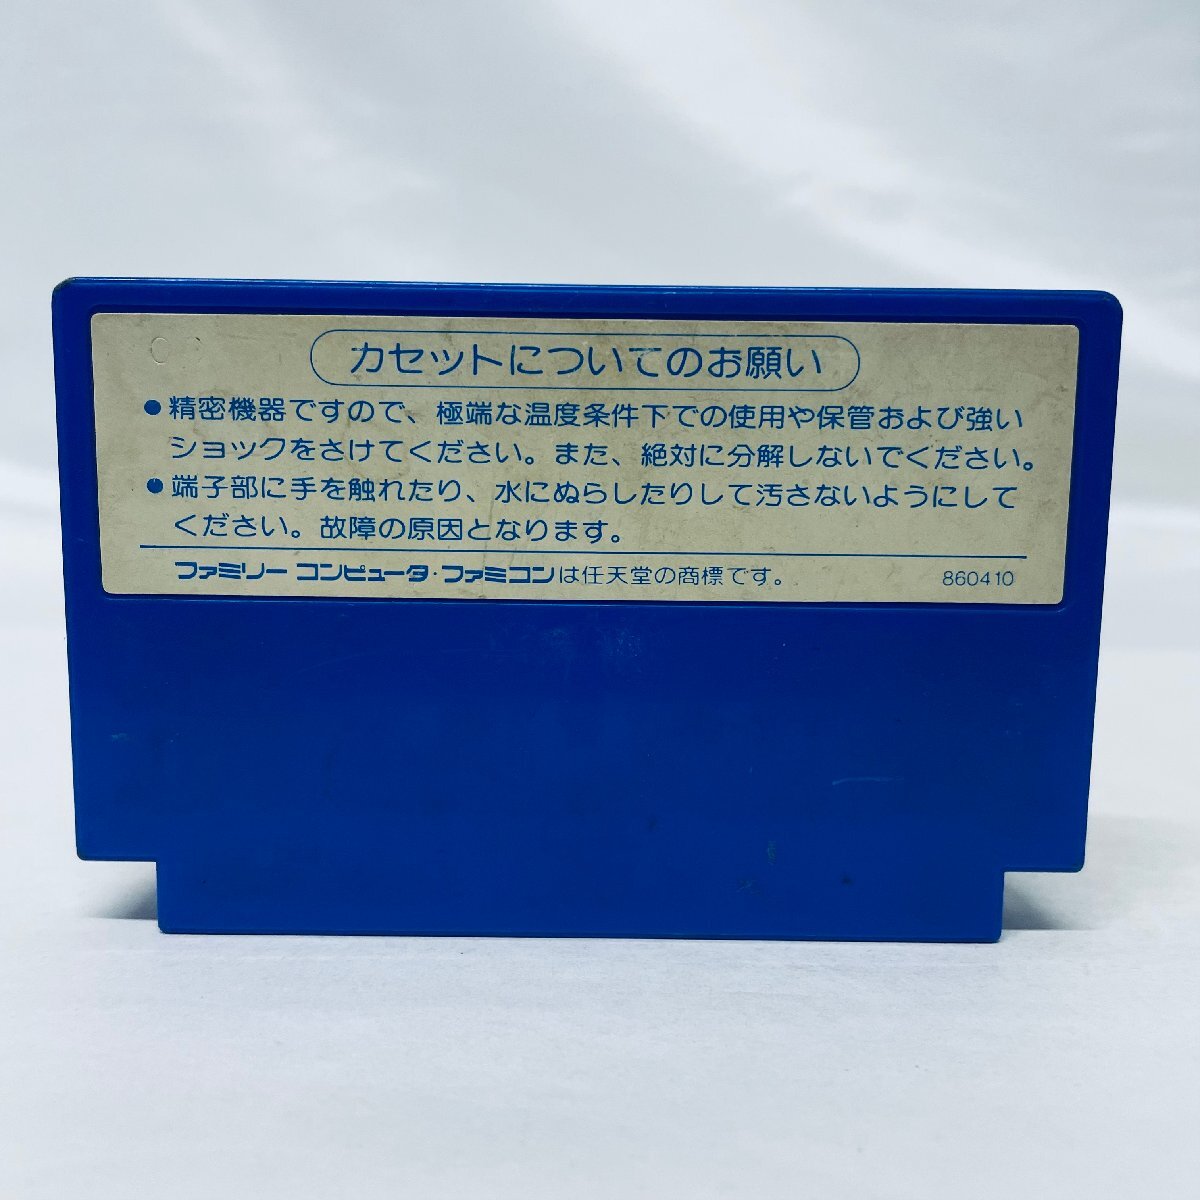 カセットについてのお願い
●精密機器ですので、極端な温度条件下での使用や保管および強い
ショックをさけてください。また、絶対に分解しないでください。
●端子部に手を触れたり、水にぬらしたりして汚さないようにして
ください。故障の原因となります。
ファミリーコンピュータ・ファミコンは任天堂の商標です。 860410